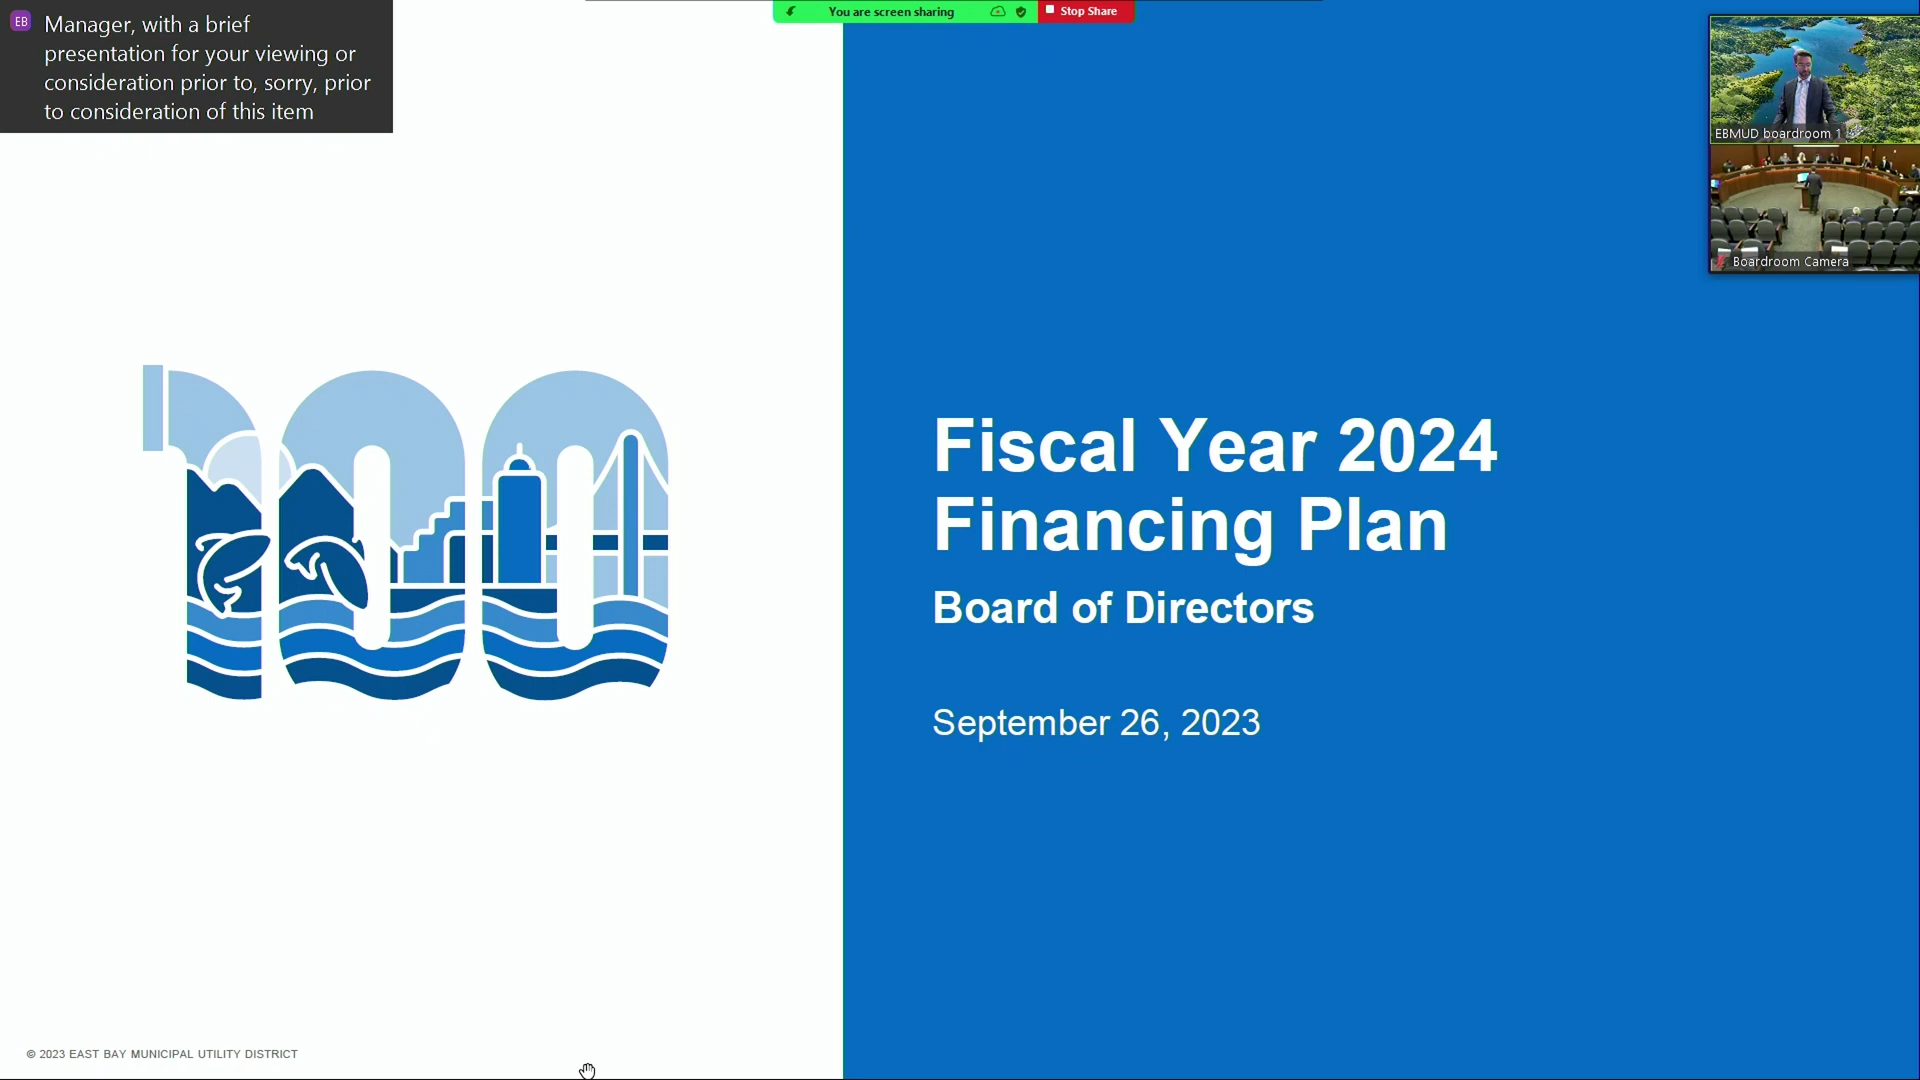 EB
Manager, with a brief
presentation for your viewing or
consideration prior to, sorry, prior
to consideration of this item
You are screen sharing
Stop Share
EBMUD boardroom 1
Boardroom Camera
100
Fiscal Year 2024
Financing Plan
Board of Directors
September 26, 2023
© 2023 EAST BAY MUNICIPAL UTILITY DISTRICT